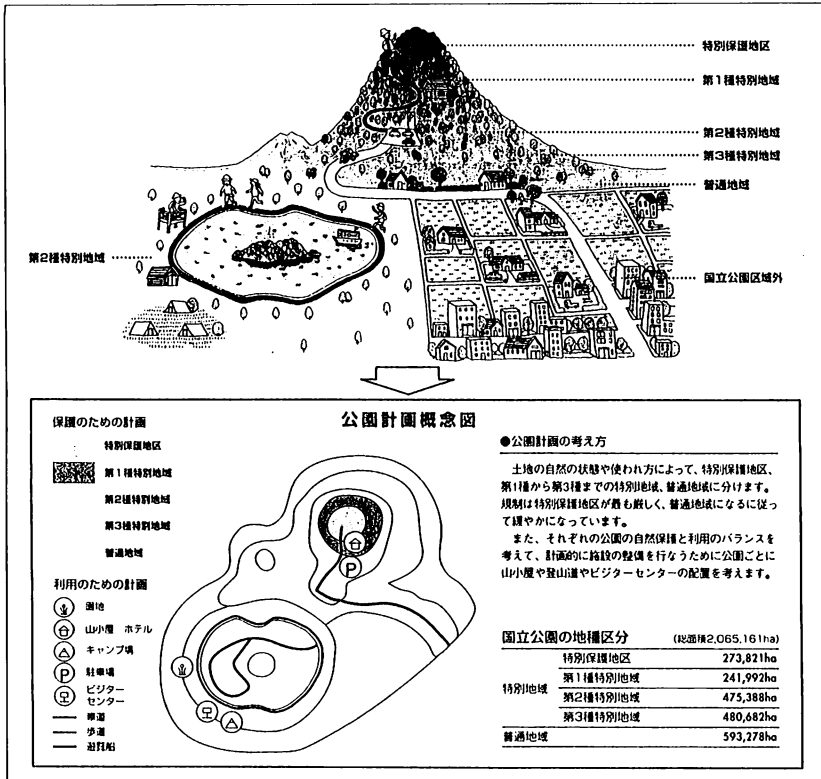 特別保護地区
第1種特別地域
第2種特別地域
第3種特別地域
普通地域
第2種特別地域
国立公園区域外
公園計画概念図
保護のための計画
特別保護地区
第1種特別地域
第2種特別地域
第3種特別地域
普通地域
利用のための計画
園地
山小屋 ホテル
キャンプ場
P 駐車場
ビジター
センター
車道
歩道
遊覧船
P
●公園計画の考え方
土地の自然の状態や使われ方によって、特別保護地区、
第1種から第3種までの特別地域、普通地域に分けます。
規制は特別保護地区が最も厳しく、普通地域になるに従っ
て緩やかになっています。
また、それぞれの公園の自然保護と利用のバランスを
考えて、計画的に施設の整備を行なうために公園ごとに
山小屋や登山道やビジターセンターの配置を考えます。
国立公園の地種区分 (総面積2,065,161ha)
特別地域
特別保護地区 273,821ha
第1種特別地域 241,992ha
第2種特別地域 475,388ha
第3種特別地域 480,682ha
普通地域 593,278ha